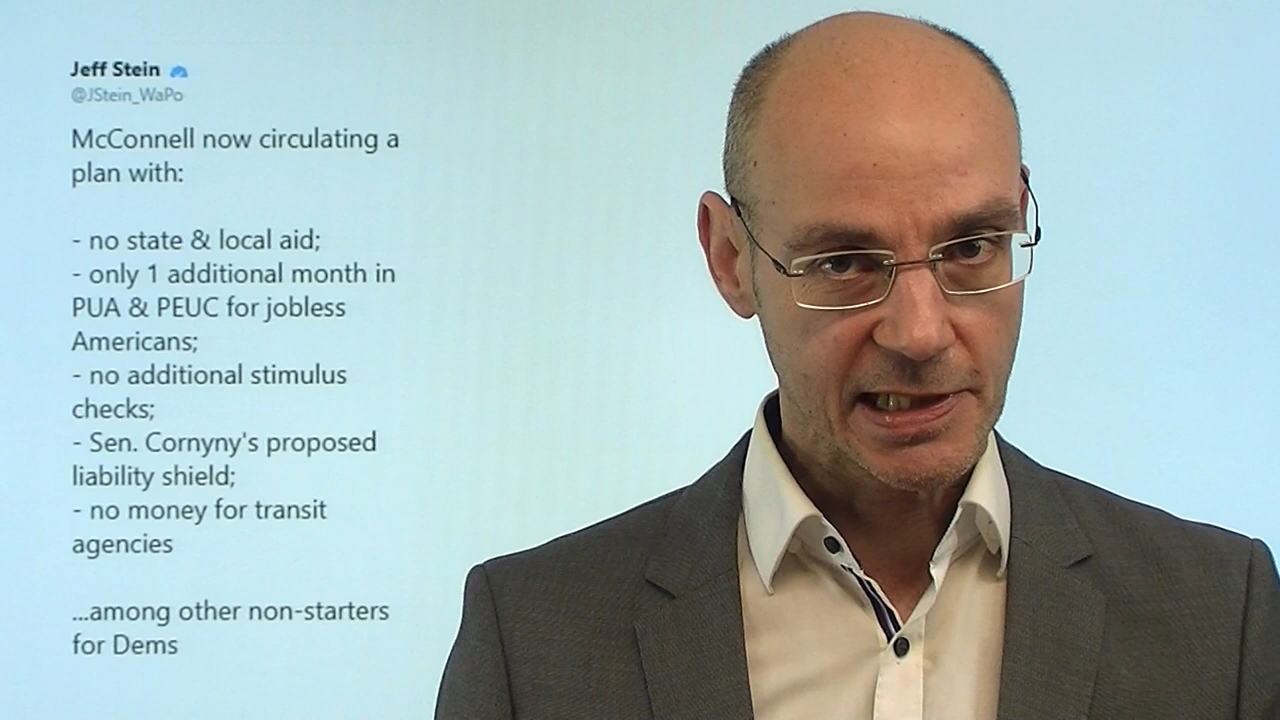 Jeff Stein
@JStein_WaPo
McConnell now circulating a
plan with:
- no state & local aid;
- only 1 additional month in
PUA & PEUC for jobless
Americans;
- no additional stimulus
checks;
- Sen. Cornyny's proposed
liability shield;
- no money for transit
agencies
...among other non-starters
for Dems